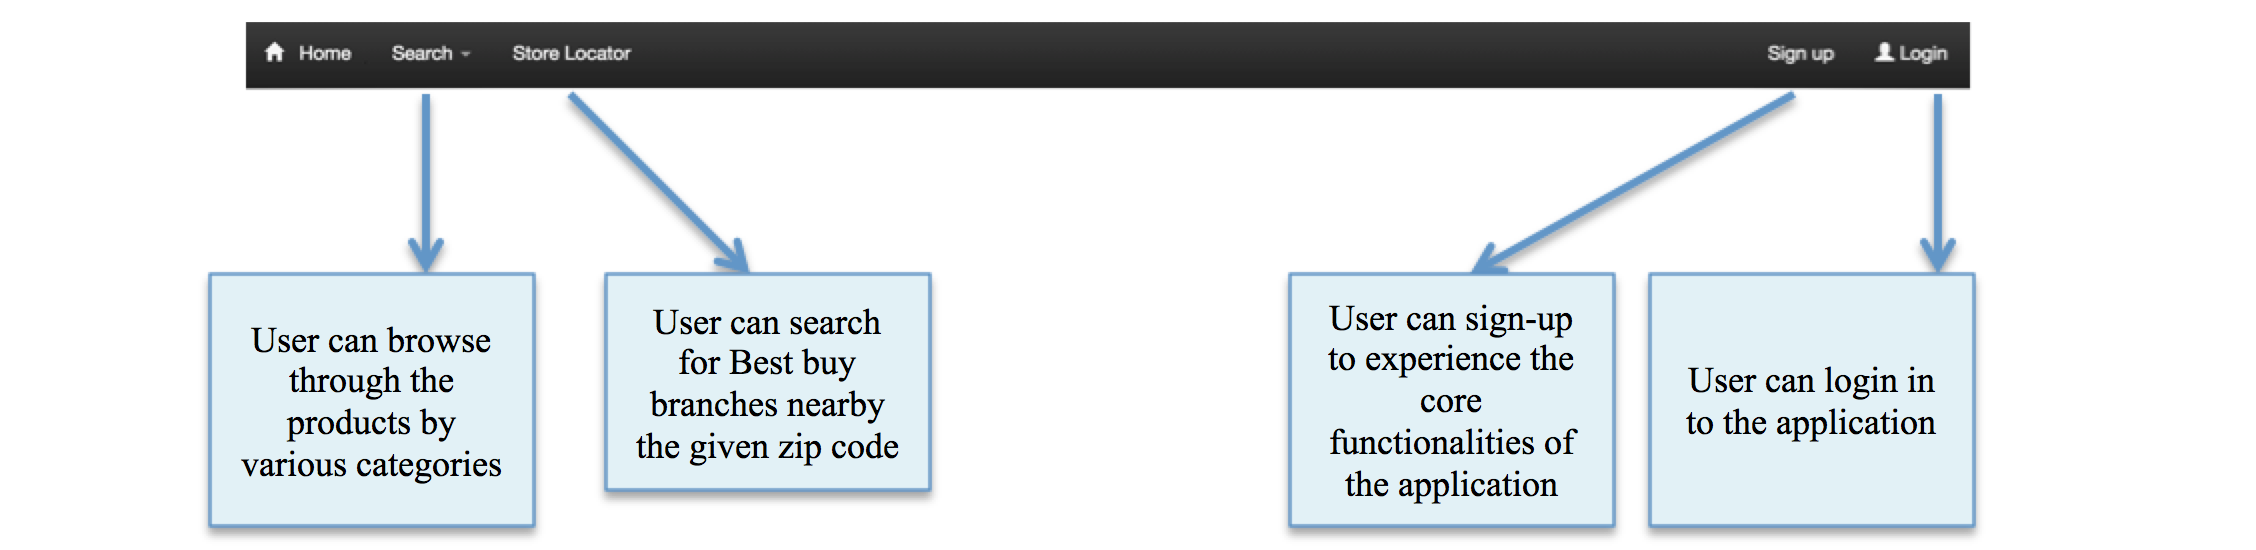 Home Search Store Locator Sign up Login
User can browse
through the
products by
various categories
User can search
for Best buy
branches nearby
the given zip code
User can sign-up
to experience the
core
functionalities of
the application
User can login in
to the application